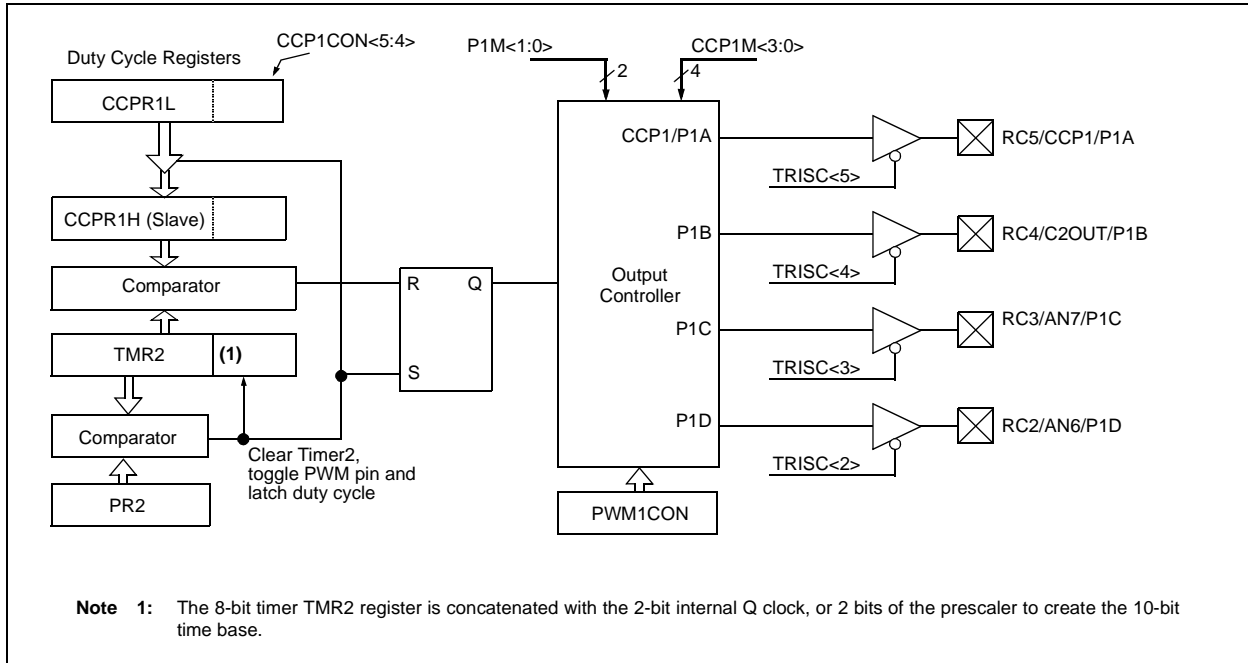 CCP1CON<5:4>
Duty Cycle Registers
CCPR1L
CCPR1H (Slave)
Comparator
TMR2
(1)
Comparator
PR2
Clear Timer2,
toggle PWM pin and
latch duty cycle
R
Q
S
P1M<1:0>
2
CCP1M<3:0>
4
CCP1/P1A
P1B
Output
Controller
P1C
P1D
PWM1CON
TRISC<5>
RC5/CCP1/P1A
TRISC<4>
RC4/C2OUT/P1B
TRISC<3>
RC3/AN7/P1C
TRISC<2>
RC2/AN6/P1D
Note 1: The 8-bit timer TMR2 register is concatenated with the 2-bit internal Q clock, or 2 bits of the prescaler to create the 10-bit
time base.